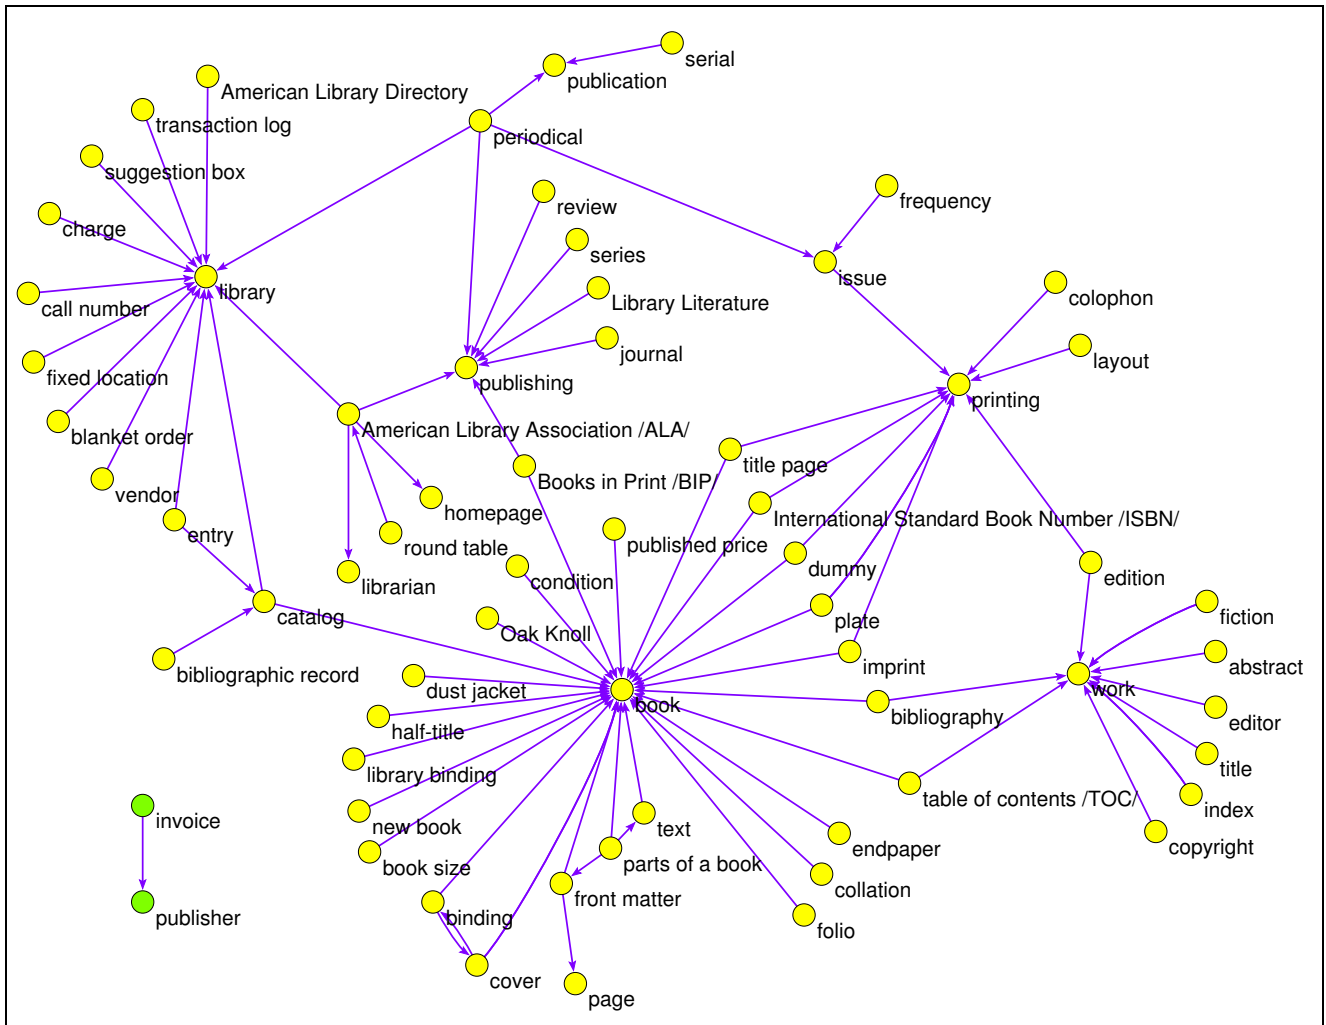 serial
publication
American Library Directory
transaction log
periodical
suggestion box
review
frequency
charge
series
issue
library
Library Literature
colophon
call number
journal
layout
fixed location
publishing
printing
blanket order
American Library Association /ALA/
title page
Books in Print /BIP/
vendor
homepage
International Standard Book Number /ISBN/
entry
round table
published price
dummy
condition
edition
librarian
catalog
Oak Knoll
plate
fiction
bibliographic record
imprint
abstract
dust jacket
work
book
bibliography
editor
half-title
library binding
title
table of contents /TOC/
index
invoice
new book
text
endpaper
copyright
book size
parts of a book
collation
front matter
publisher
binding
folio
cover
page